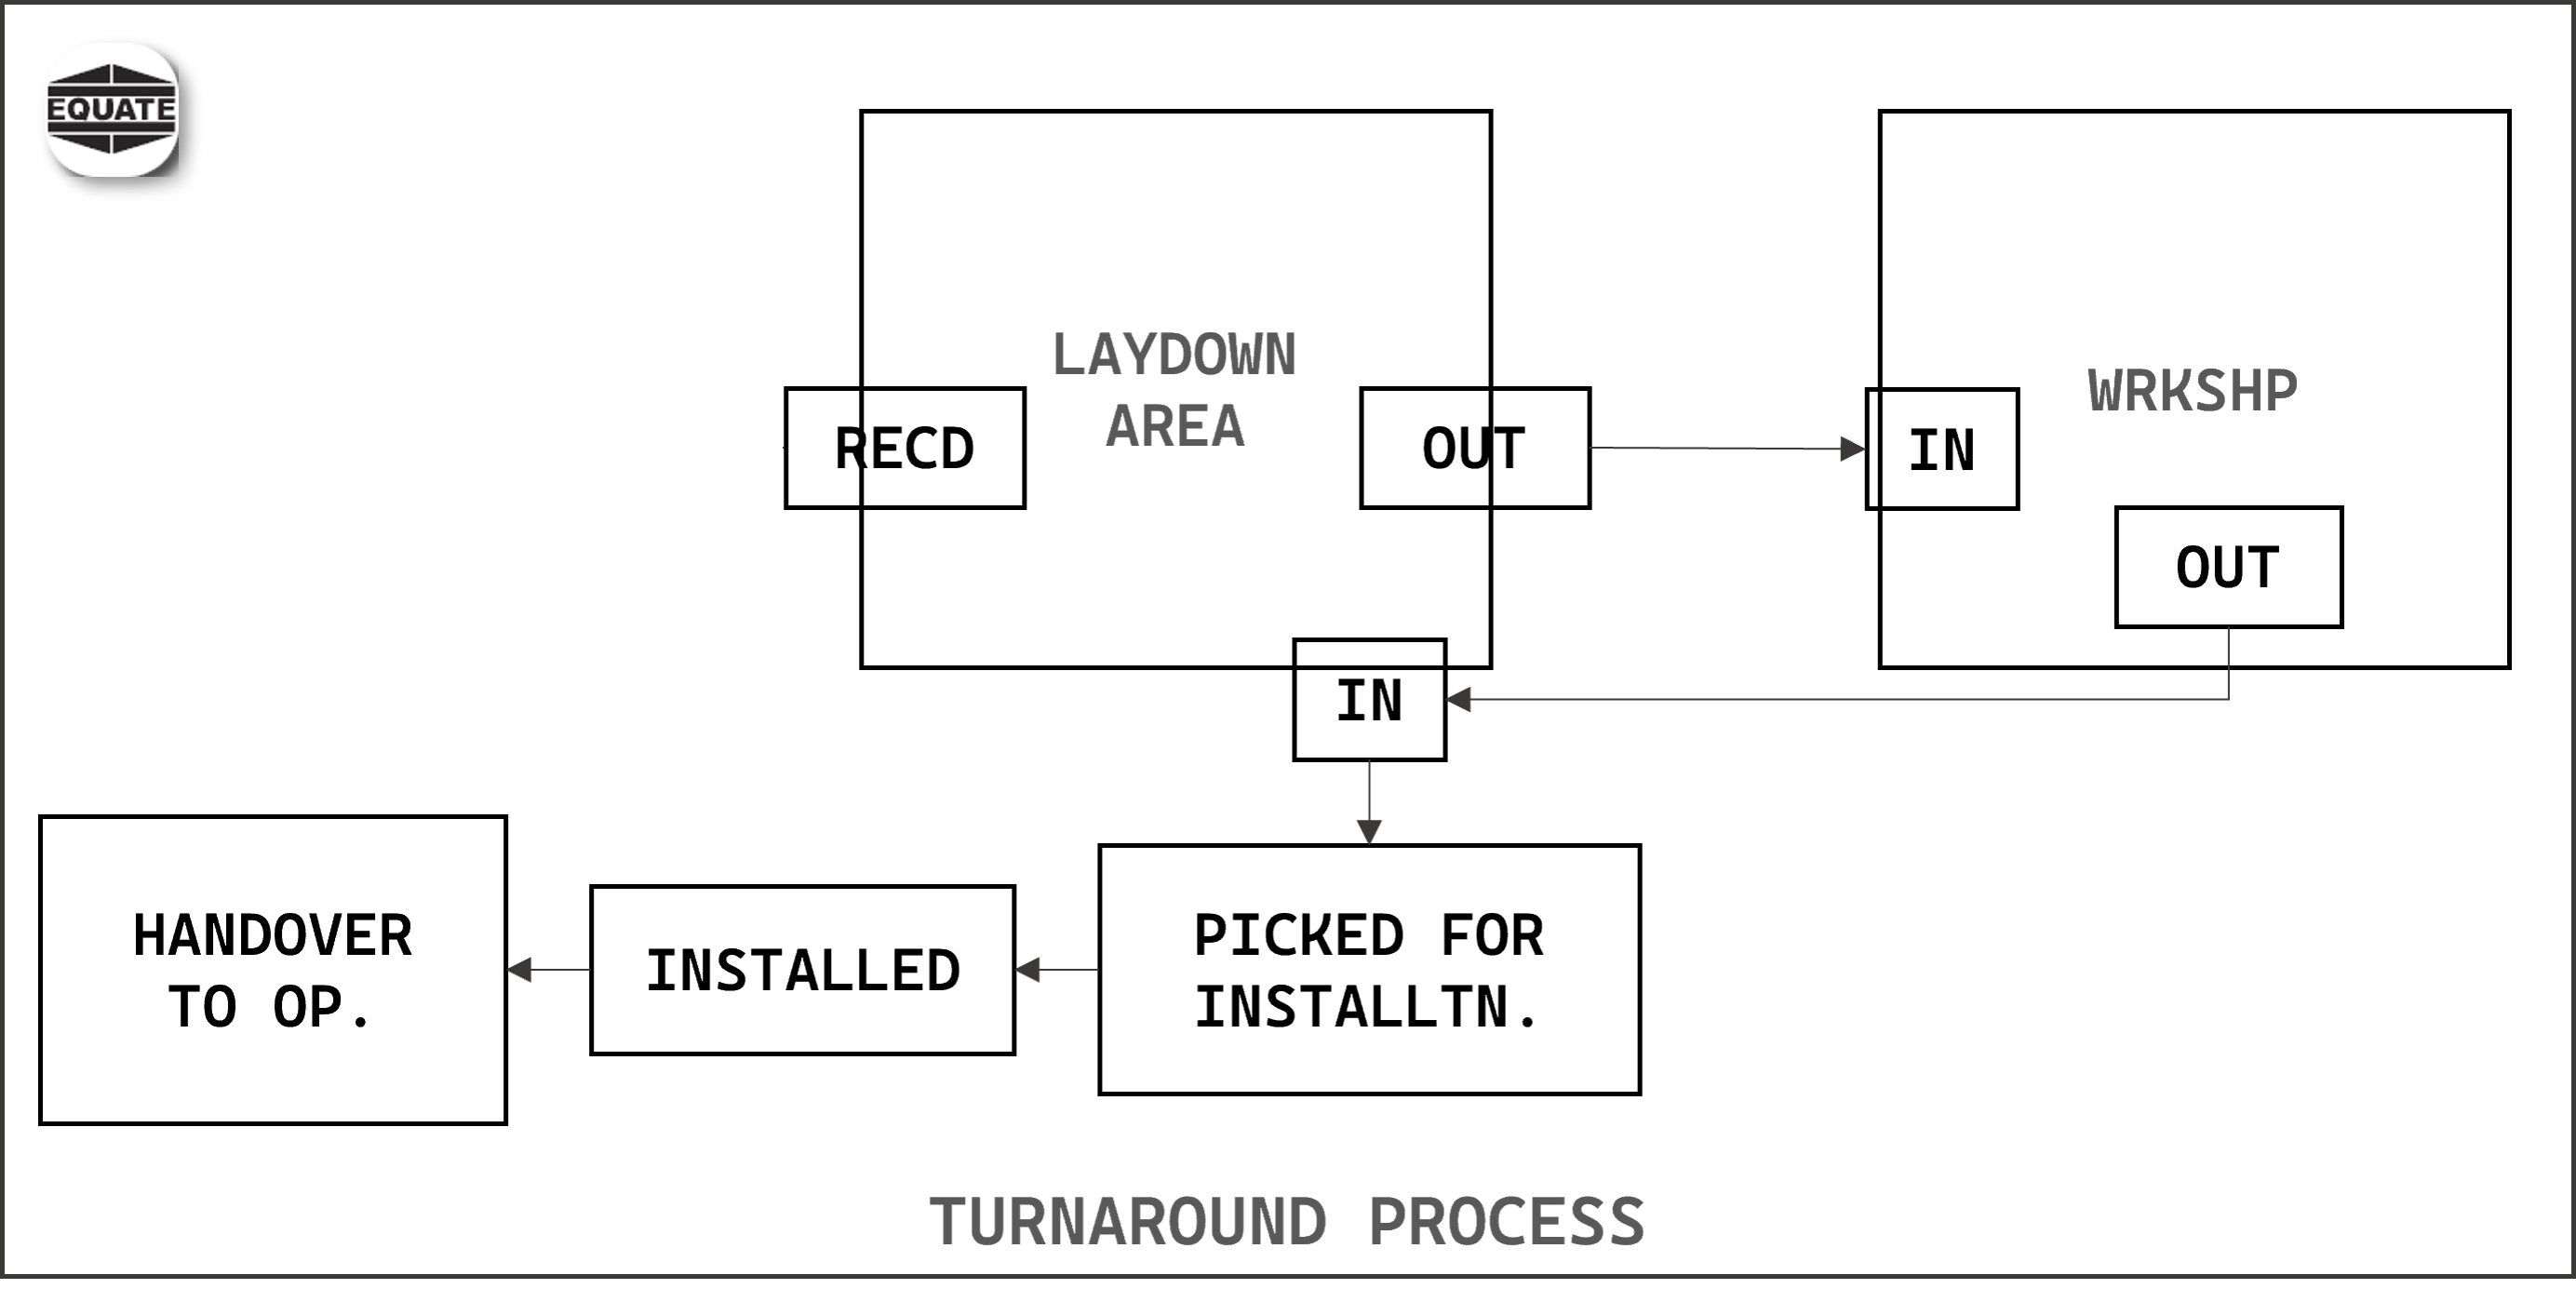 EQUATE
LAYDOWN
AREA
RECD
OUT
WRKSHP
IN
OUT
IN
HANDOVER
TO OP.
INSTALLED
PICKED FOR
INSTALLTN.
TURNAROUND PROCESS